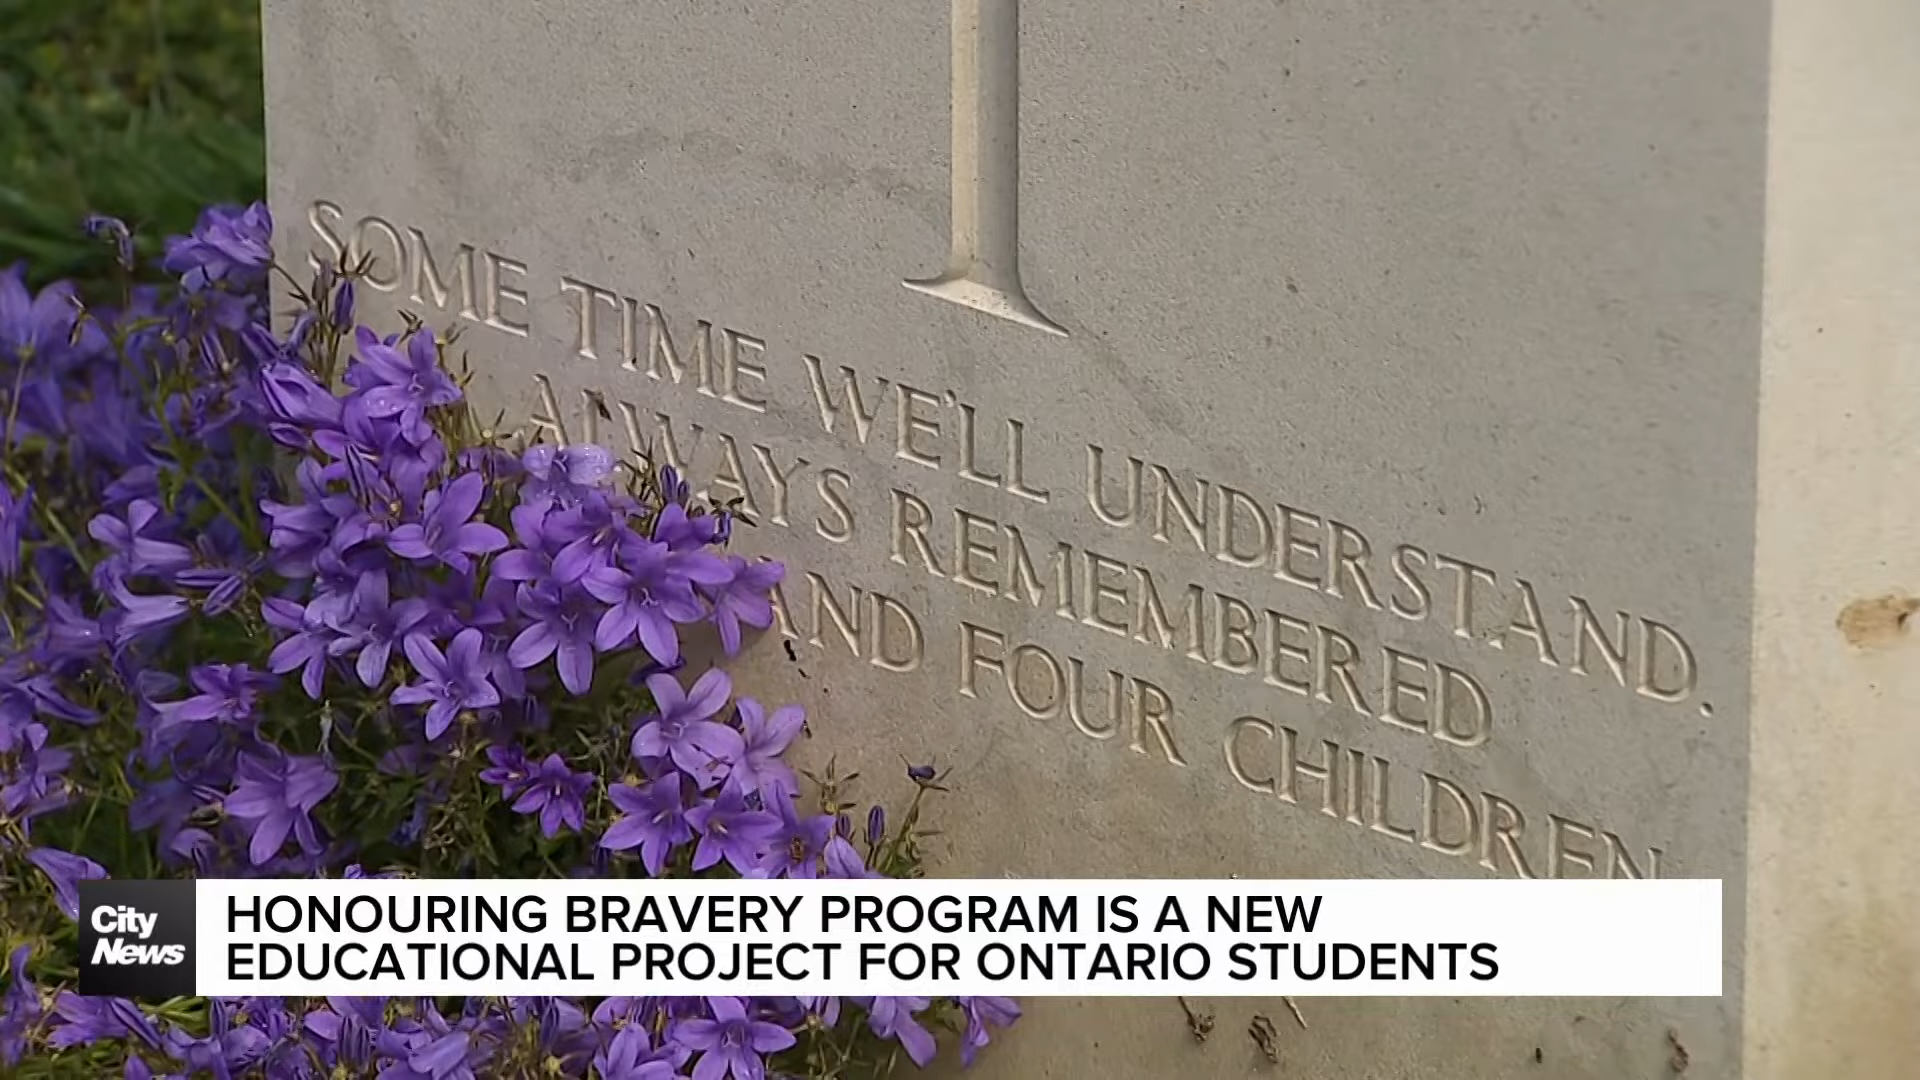 SOME TIME WE'LL UNDERSTAND.
ALWAYS REMEMBERED
AND FOUR CHILDREN
City
News
HONOURING BRAVERY PROGRAM IS A NEW
EDUCATIONAL PROJECT FOR ONTARIO STUDENTS